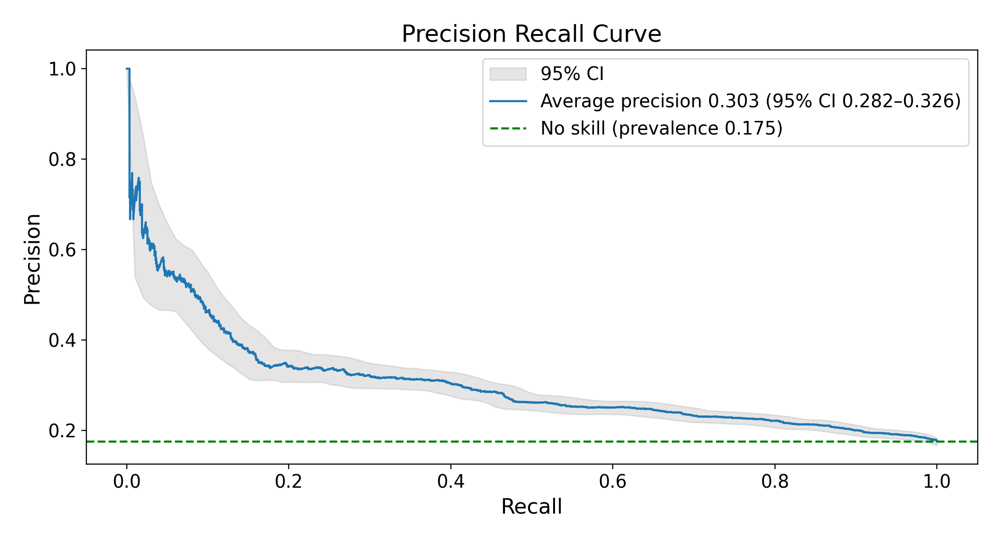 Precision Recall Curve
95% CI
Average precision 0.303 (95% CI 0.282–0.326)
No skill (prevalence 0.175)
Precision
1.0
0.8
0.6
0.4
0.2
0.0
0.2
0.4
0.6
0.8
1.0
Recall